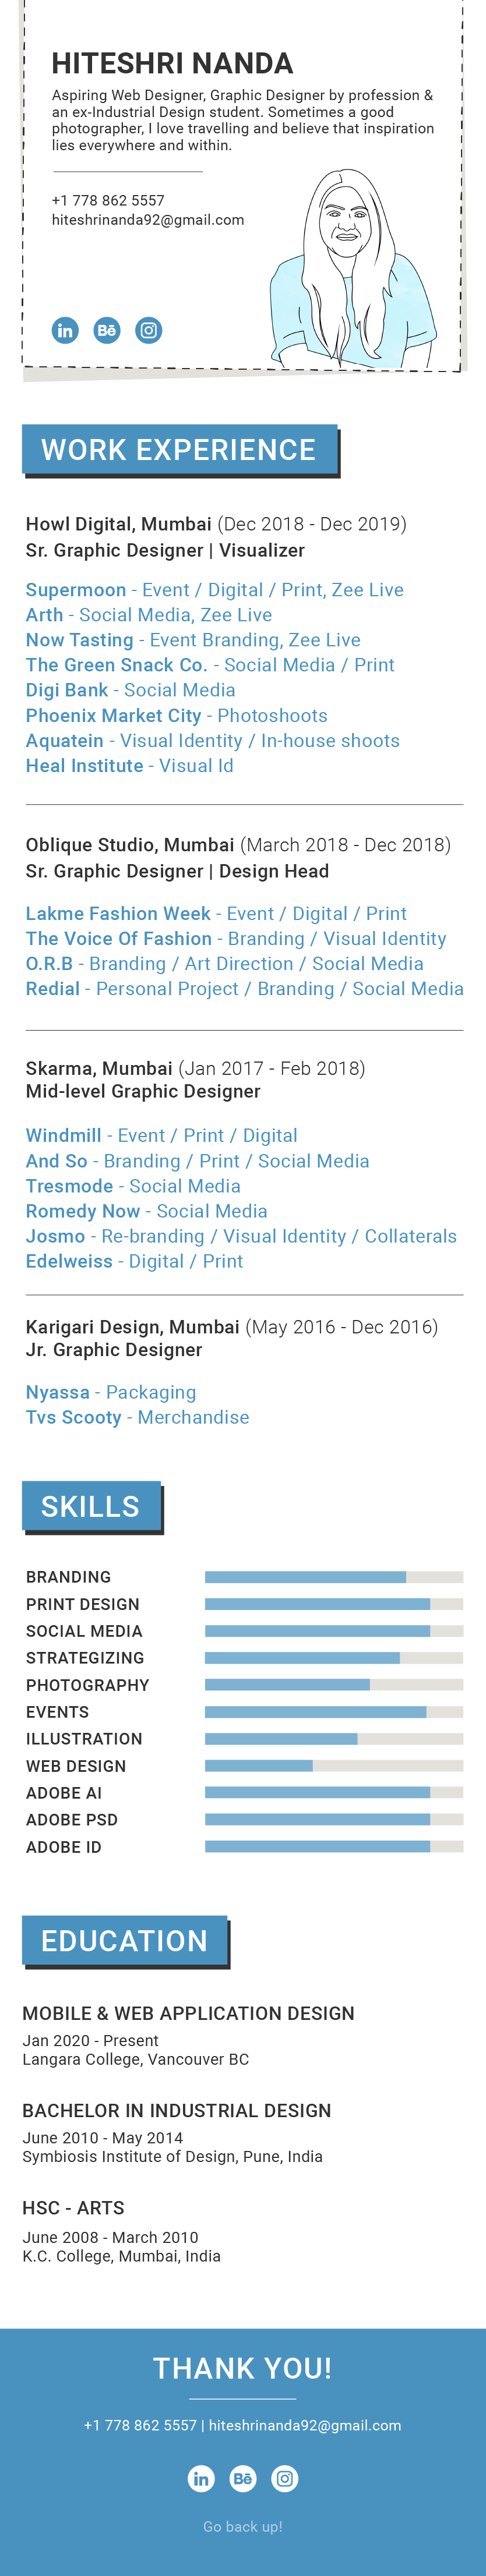 HITESHRI NANDA
Aspiring Web Designer, Graphic Designer by profession &
an ex-Industrial Design student. Sometimes a good
photographer, I love travelling and believe that inspiration
lies everywhere and within.
+1 778 862 5557
hiteshrinanda92@gmail.com
in Bē
WORK EXPERIENCE
Howl Digital, Mumbai (Dec 2018 - Dec 2019)
Sr. Graphic Designer | Visualizer
Supermoon - Event / Digital / Print, Zee Live
Arth - Social Media, Zee Live
Now Tasting - Event Branding, Zee Live
The Green Snack Co. - Social Media / Print
Digi Bank - Social Media
Phoenix Market City - Photoshoots
Aquatein - Visual Identity / In-house shoots
Heal Institute - Visual Id
Oblique Studio, Mumbai (March 2018 - Dec 2018)
Sr. Graphic Designer | Design Head
Lakme Fashion Week - Event / Digital / Print
The Voice Of Fashion - Branding / Visual Identity
O.R.B - Branding / Art Direction / Social Media
Redial - Personal Project / Branding / Social Media
Skarma, Mumbai (Jan 2017 - Feb 2018)
Mid-level Graphic Designer
Windmill - Event / Print / Digital
And So - Branding / Print / Social Media
Tresmode - Social Media
Romedy Now - Social Media
Josmo - Re-branding / Visual Identity / Collaterals
Edelweiss - Digital / Print
Karigari Design, Mumbai (May 2016 - Dec 2016)
Jr. Graphic Designer
Nyassa - Packaging
Tvs Scooty - Merchandise
SKILLS
BRANDING
PRINT DESIGN
SOCIAL MEDIA
STRATEGIZING
PHOTOGRAPHY
EVENTS
ILLUSTRATION
WEB DESIGN
ADOBE AI
ADOBE PSD
ADOBE ID
EDUCATION
MOBILE & WEB APPLICATION DESIGN
Jan 2020 - Present
Langara College, Vancouver BC
BACHELOR IN INDUSTRIAL DESIGN
June 2010 - May 2014
Symbiosis Institute of Design, Pune, India
HSC - ARTS
June 2008 - March 2010
K.C. College, Mumbai, India
THANK YOU!
+1 778 862 5557 | hiteshrinanda92@gmail.com
in Bē
Go back up!